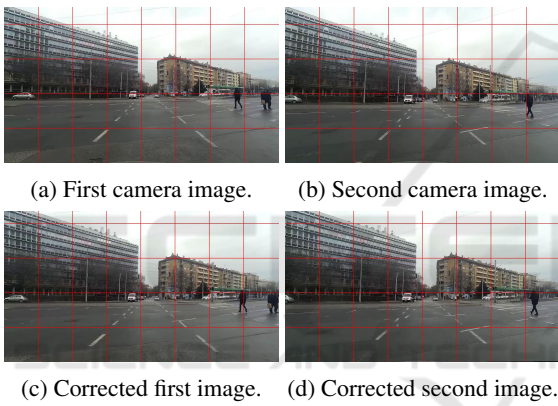 (a) First camera image. (b) Second camera image.
(c) Corrected first image. (d) Corrected second image.